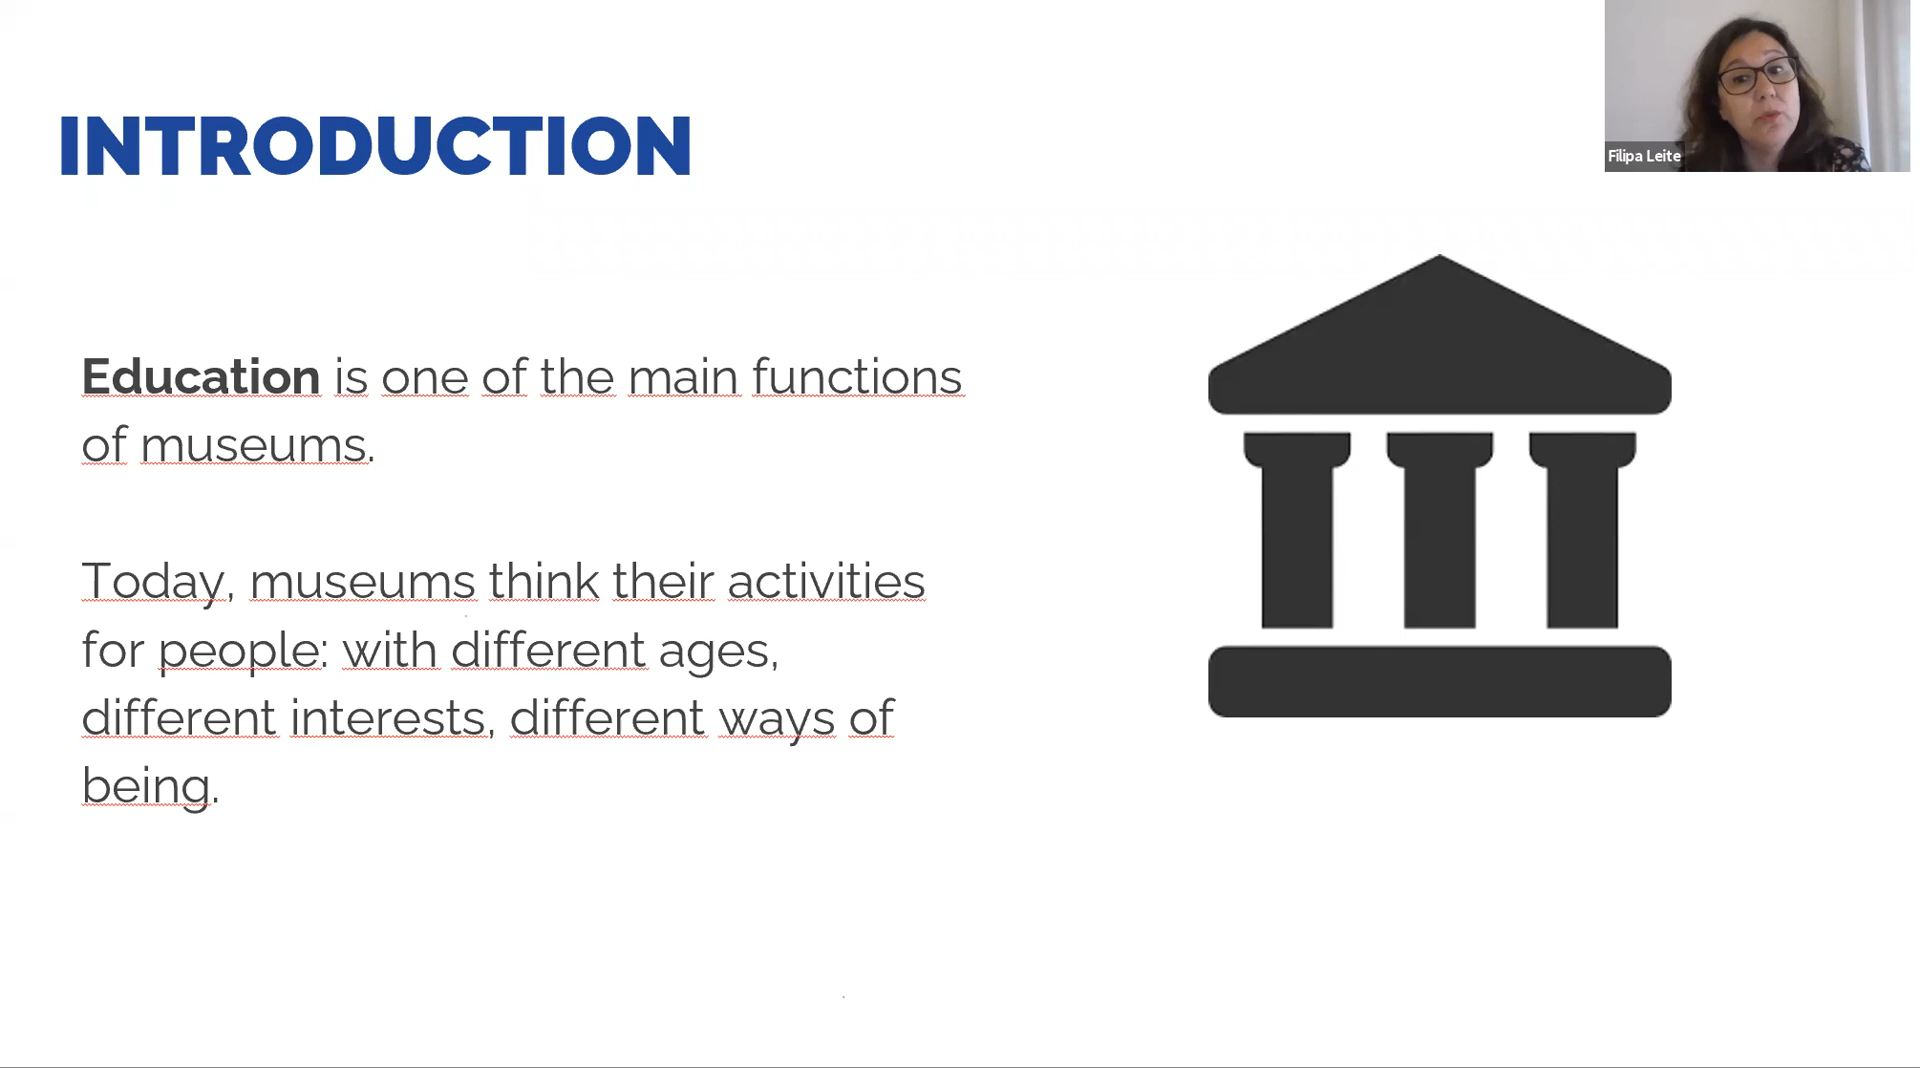 INTRODUCTION
Filipa Leite
Education is one of the main functions
of museums.
Today, museums think their activities
for people: with different ages,
different interests, different ways of
being.